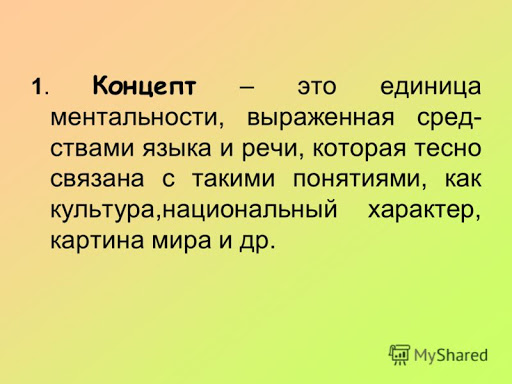 1. Концепт – это единица
ментальности, выраженная сред-
ствами языка и речи, которая тесно
связана с такими понятиями, как
культура,национальный характер,
картина мира и др.
MyShared